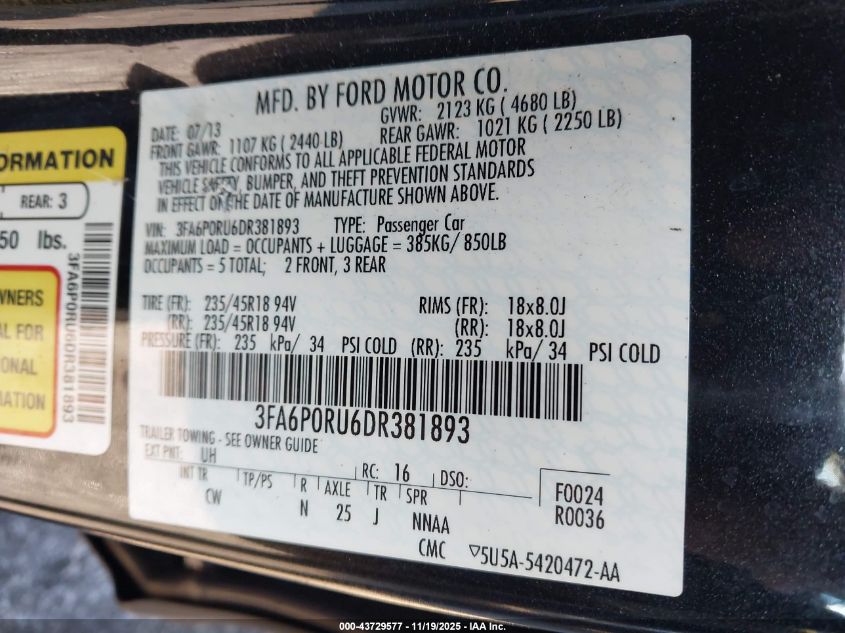 MFD. BY FORD MOTOR CO.
DATE: 07/13
GVWR: 2123 KG ( 4680 LB)
FRONT GAWR: 1107 KG ( 2440 LB)
REAR GAWR: 1021 KG ( 2250 LB)
THIS VEHICLE CONFORMS TO ALL APPLICABLE FEDERAL MOTOR
VEHICLE SAFETY, BUMPER, AND THEFT PREVENTION STANDARDS
IN EFFECT ON THE DATE OF MANUFACTURE SHOWN ABOVE.
VIN: 3FA6P0RU6DR381893 TYPE: Passenger Car
MAXIMUM LOAD = OCCUPANTS + LUGGAGE = 385KG/ 850LB
OCCUPANTS = 5 TOTAL; 2 FRONT, 3 REAR
TIRE (FR): 235/45R18 94V RIMS (FR): 18x8.0J
(RR): 235/45R18 94V (RR): 18x8.0J
PRESSURE (FR): 235 kPa/ 34 PSI COLD (RR): 235 kPa/ 34 PSI COLD
3FA6P0RU6DR381893
TRAILER TOWING - SEE OWNER GUIDE
EXT PNT: UH RC: 16 DSO:
INT TR TP/PS R AXLE TR SPR
CW N 25 J NNAA
F0024
R0036
CMC ▽5U5A-5420472-AA
ORMATION
REAR: 3
50 lbs.
3FA6P0RU6DR381893
WNERS
AL FOR
IONAL
MATION
000-43729577 - 11/19/2025 - IAA Inc.